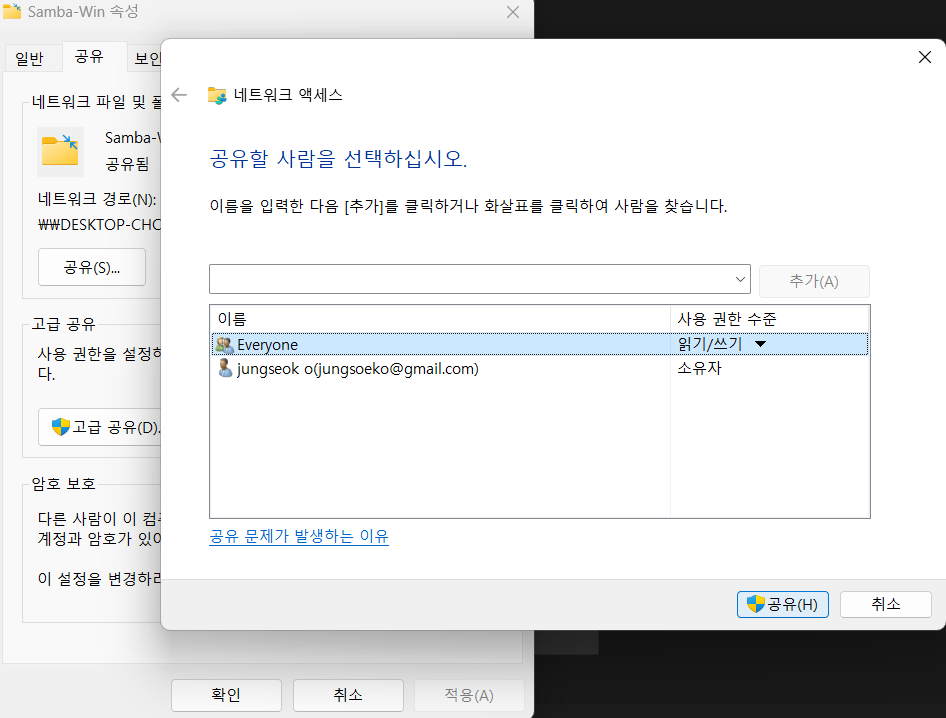 Samba-Win 속성
일반
공유
보인
네트워크 파일 및 폴
Samba-W
공유됨
네트워크 경로(N):
₩₩DESKTOP-CHC
공유(S)...
고급 공유
사용 권한을 설정하
다.
고급 공유(D).
암호 보호
다른 사람이 이 컴
계정과 암호가 있어
이 설정을 변경하려
확인
취소
적용(A)
네트워크 액세스
공유할 사람을 선택하십시오.
이름을 입력한 다음 [추가]를 클릭하거나 화살표를 클릭하여 사람을 찾습니다.
추가(A)
이름 사용 권한 수준
Everyone 읽기/쓰기
jungseok o(jungsoeko@gmail.com) 소유자
공유 문제가 발생하는 이유
공유(H)
취소